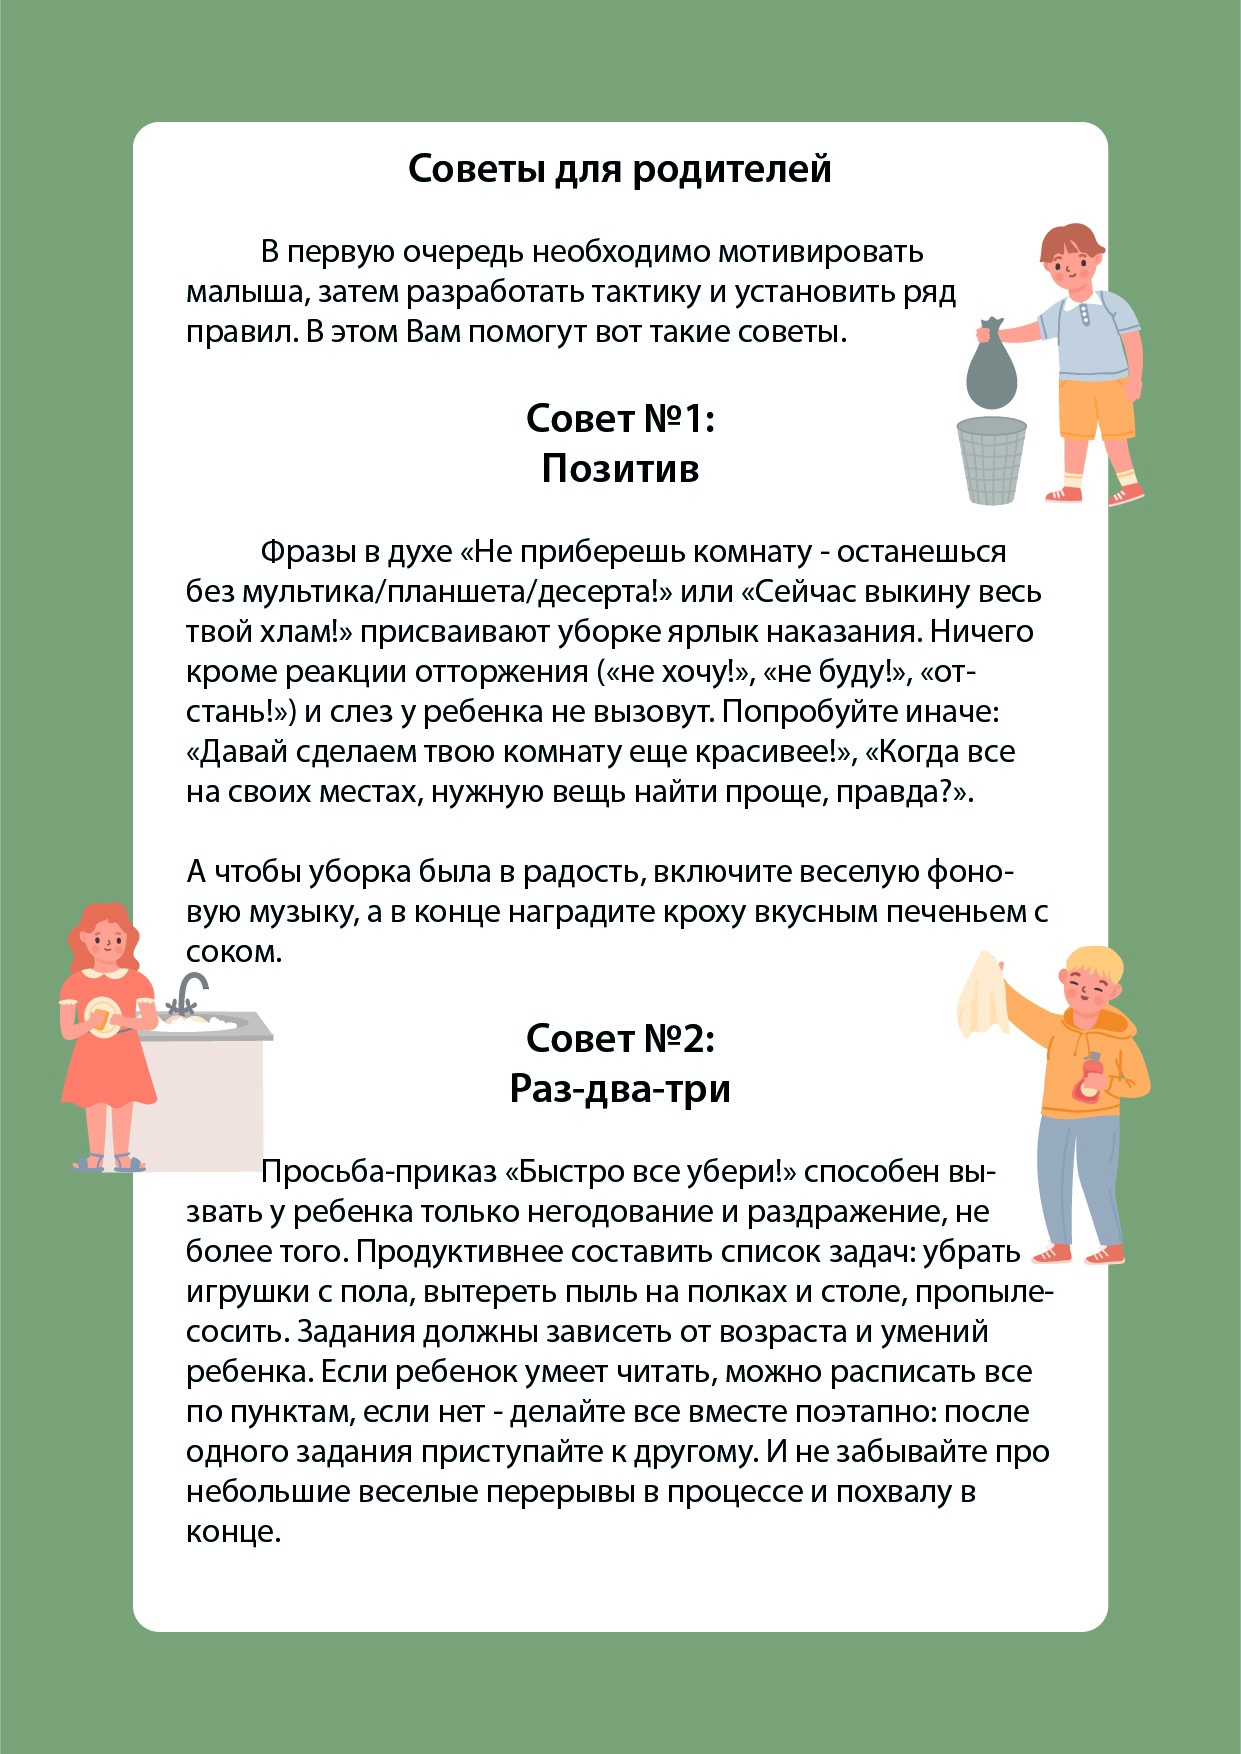 Советы для родителей
В первую очередь необходимо мотивировать
малыша, затем разработать тактику и установить ряд
правил. В этом Вам помогут вот такие советы.
Совет №1:
Позитив
Фразы в духе «Не приберешь комнату - останешься
без мультика/планшета/десерта!» или «Сейчас выкину весь
твой хлам!» присваивают уборке ярлык наказания. Ничего
кроме реакции отторжения («не хочу!», «не буду!», «от-
стань!») и слез у ребенка не вызовут. Попробуйте иначе:
«Давай сделаем твою комнату еще красивее!», «Когда все
на своих местах, нужную вещь найти проще, правда?».
А чтобы уборка была в радость, включите веселую фоно-
вую музыку, а в конце наградите кроху вкусным печеньем с
соком.
Совет №2:
Раз-два-три
Просьба-приказ «Быстро все убери!» способен вы-
звать у ребенка только негодование и раздражение, не
более того. Продуктивнее составить список задач: убрать
игрушки с пола, вытереть пыль на полках и столе, пропыле-
сосить. Задания должны зависеть от возраста и умений
ребенка. Если ребенок умеет читать, можно расписать все
по пунктам, если нет - делайте все вместе поэтапно: после
одного задания приступайте к другому. И не забывайте про
небольшие веселые перерывы в процессе и похвалу в
конце.